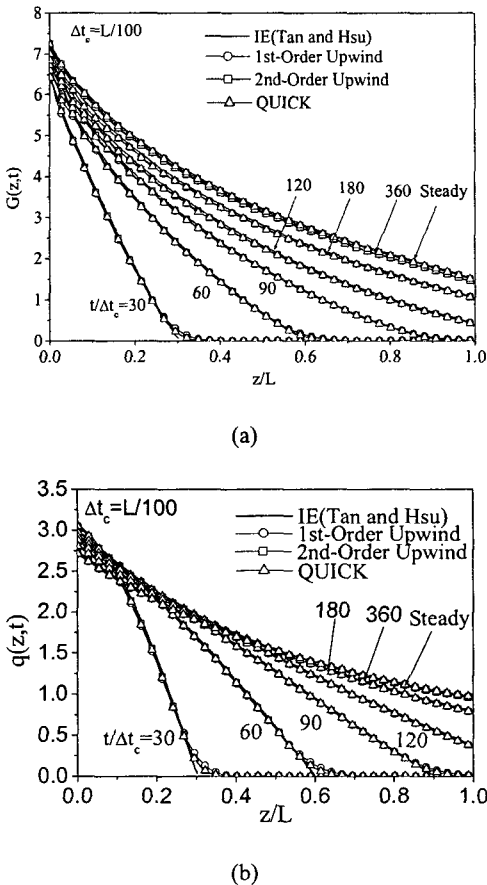 Δt_c=L/100
IE(Tan and Hsu)
1st-Order Upwind
2nd-Order Upwind
QUICK
7
6
5
4
3
2
1
0
G(z,t)
120
180
360
Steady
t/Δt_c=30
60
90
0.0 0.2 0.4 0.6 0.8 1.0
z/L
(a)
Δt_c=L/100
IE(Tan and Hsu)
1st-Order Upwind
2nd-Order Upwind
QUICK
3.5
3.0
2.5
2.0
1.5
1.0
0.5
0.0
q(z,t)
180
360
Steady
t/Δt_c=30
60
90
120
0.0 0.2 0.4 0.6 0.8 1.0
z/L
(b)